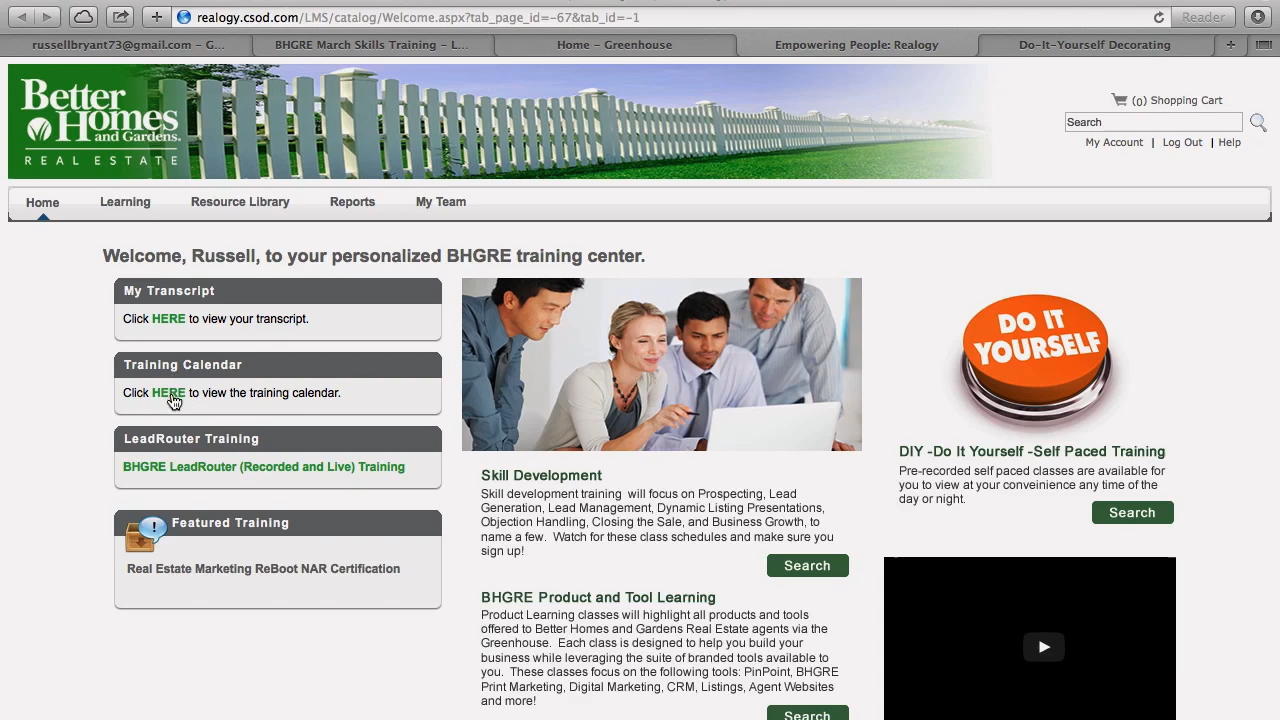 realogy.csod.com/LMS/catalog/Welcome.aspx?tab_page_id=-67&tab_id=-1
Reader
russellbryant73@gmail.com – G...
BHGRE March Skills Training – L...
Home – Greenhouse
Empowering People: Realogy
Do-It-Yourself Decorating
Better
Homes
and Gardens
REAL ESTATE
(0) Shopping Cart
Search
My Account | Log Out | Help
Home
Learning
Resource Library
Reports
My Team
Welcome, Russell, to your personalized BHGRE training center.
My Transcript
Click HERE to view your transcript.
Training Calendar
Click HERE to view the training calendar.
LeadRouter Training
BHGRE LeadRouter (Recorded and Live) Training
Featured Training
Real Estate Marketing ReBoot NAR Certification
Skill Development
Skill development training will focus on Prospecting, Lead
Generation, Lead Management, Dynamic Listing Presentations,
Objection Handling, Closing the Sale, and Business Growth, to
name a few. Watch for these class schedules and make sure you
sign up!
Search
BHGRE Product and Tool Learning
Product Learning classes will highlight all products and tools
offered to Better Homes and Gardens Real Estate agents via the
Greenhouse. Each class is designed to help you build your
business while leveraging the suite of branded tools available to
you. These classes focus on the following tools: PinPoint, BHGRE
Print Marketing, Digital Marketing, CRM, Listings, Agent Websites
and more!
Search
DO IT
YOURSELF
DIY -Do It Yourself -Self Paced Training
Pre-recorded self paced classes are available for
you to view at your conveinience any time of the
day or night.
Search